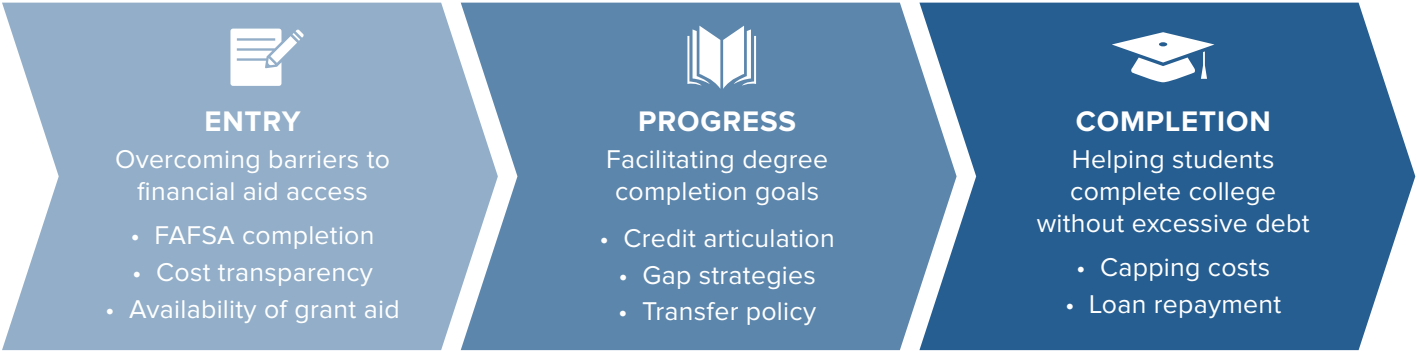 ENTRY
Overcoming barriers to
financial aid access
• FAFSA completion
• Cost transparency
• Availability of grant aid
PROGRESS
Facilitating degree
completion goals
• Credit articulation
• Gap strategies
• Transfer policy
COMPLETION
Helping students
complete college
without excessive debt
• Capping costs
• Loan repayment